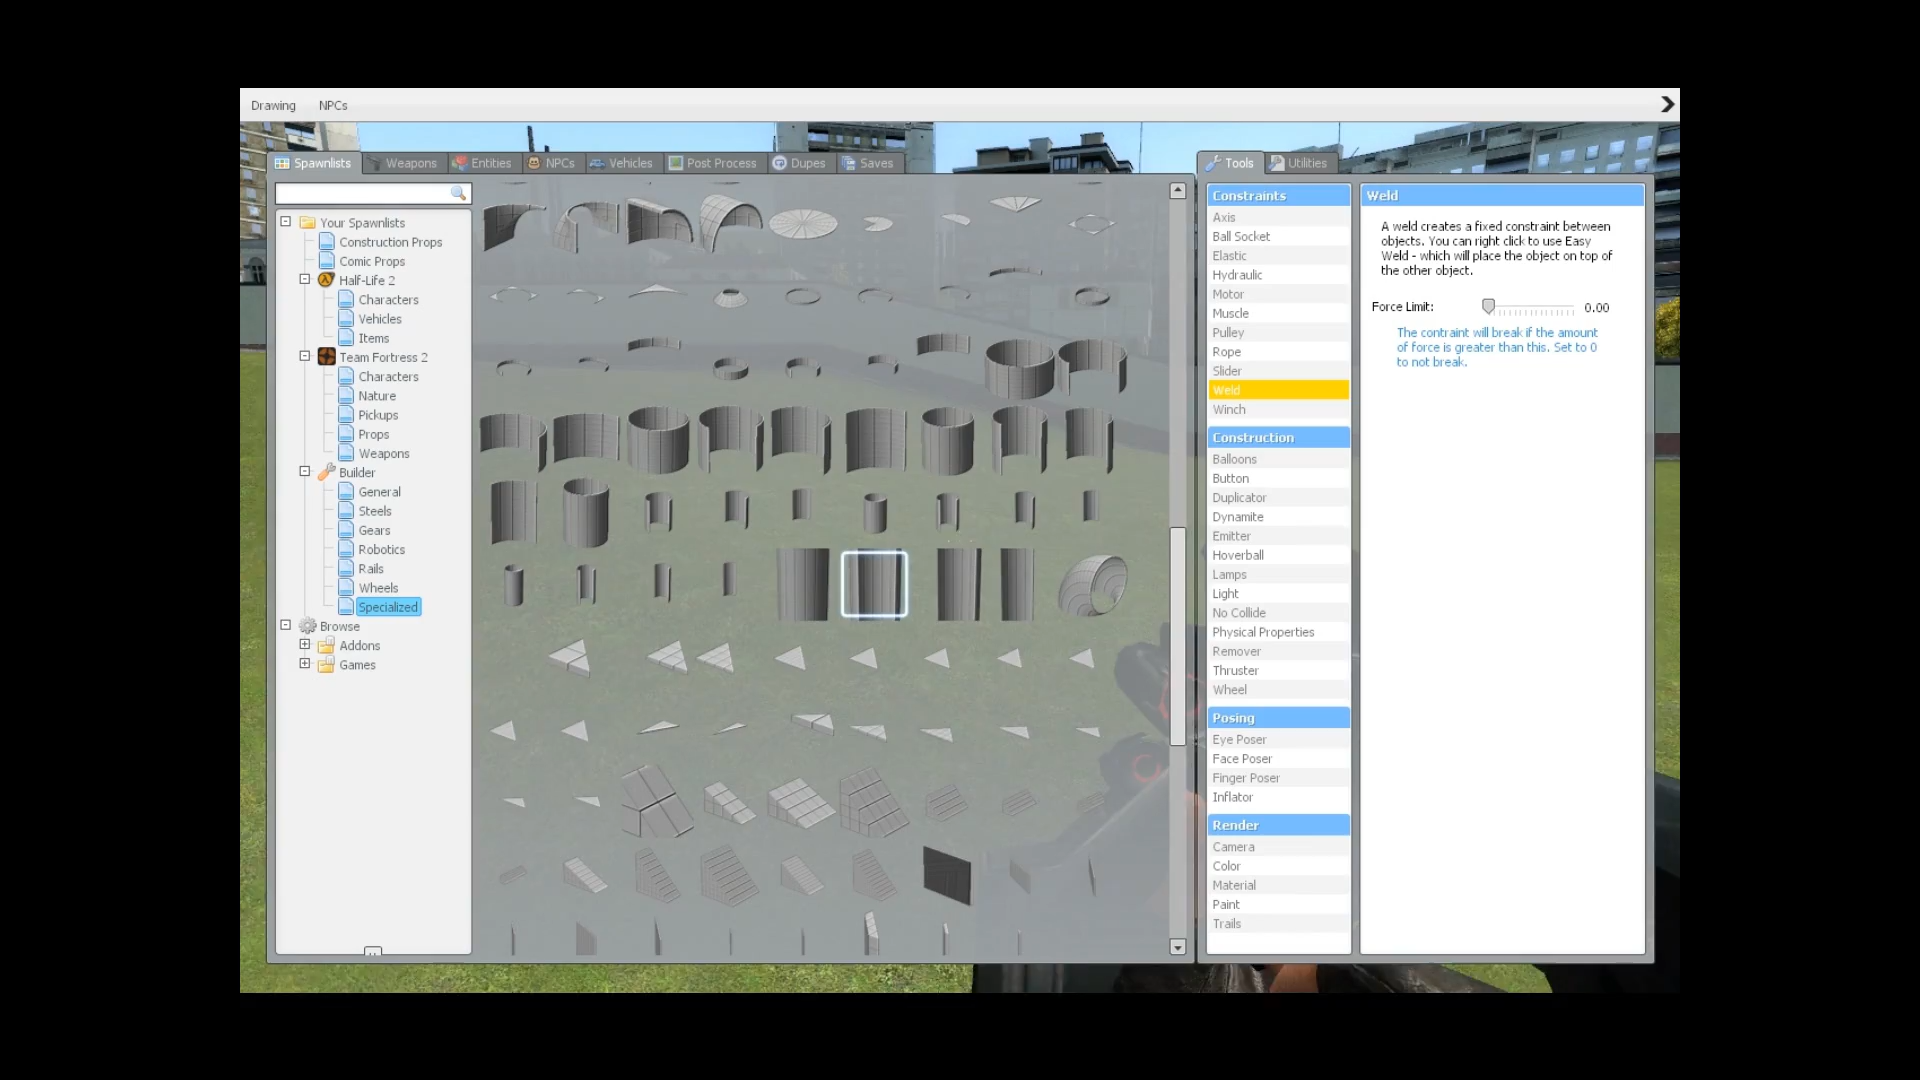 Drawing NPCs
Spawnlists Weapons Entities NPCs Vehicles Post Process Dupes Saves
Your Spawnlists
Construction Props
Comic Props
Half-Life 2
Characters
Vehicles
Items
Team Fortress 2
Characters
Nature
Pickups
Props
Weapons
Builder
General
Steels
Gears
Robotics
Rails
Wheels
Specialized
Browse
Addons
Games
Tools Utilities
Constraints
Axis
Ball Socket
Elastic
Hydraulic
Motor
Muscle
Pulley
Rope
Slider
Weld
Winch
Construction
Balloons
Button
Duplicator
Dynamite
Emitter
Hoverball
Lamps
Light
No Collide
Physical Properties
Remover
Thruster
Wheel
Posing
Eye Poser
Face Poser
Finger Poser
Inflator
Render
Camera
Color
Material
Paint
Trails
Weld
A weld creates a fixed constraint between
objects. You can right click to use Easy
Weld - which will place the object on top of
the other object.
Force Limit: 0.00
The contraint will break if the amount
of force is greater than this. Set to 0
to not break.